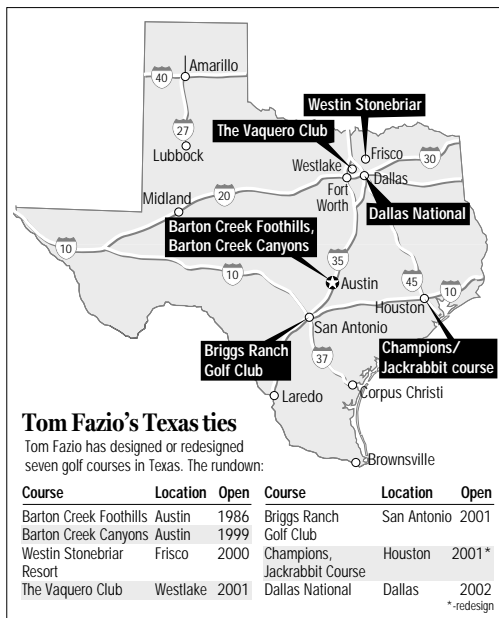 Amarillo
40
Westin Stonebriar
27
The Vaquero Club
Lubbock
Westlake
Frisco
30
Dallas
Fort
Worth
20
Midland
Dallas National
Barton Creek Foothills,
Barton Creek Canyons
35
10
10
45
10
Austin
Houston
San Antonio
Briggs Ranch
Golf Club
Champions/
Jackrabbit course
37
Laredo
Corpus Christi
Brownsville
Tom Fazio's Texas ties
Tom Fazio has designed or redesigned
seven golf courses in Texas. The rundown:
Course Location Open
Barton Creek Foothills Austin 1986
Barton Creek Canyons Austin 1999
Westin Stonebriar Frisco 2000
Resort
The Vaquero Club Westlake 2001
Course Location Open
Briggs Ranch San Antonio 2001
Golf Club
Champions, Houston 2001*
Jackrabbit Course
Dallas National Dallas 2002
*-redesign